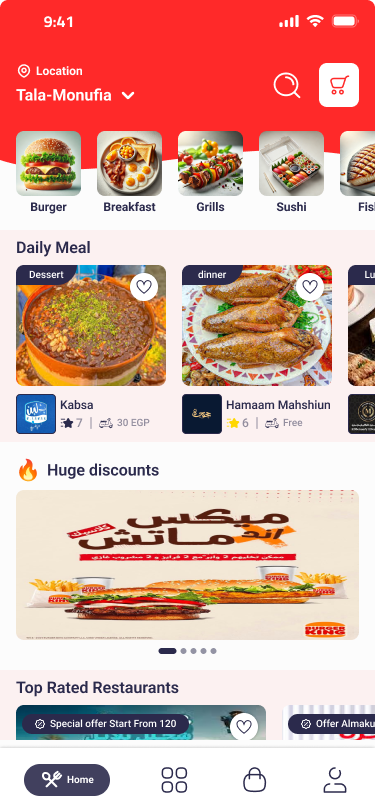 9:41
Location
Tala-Monufia
Burger
Breakfast
Grills
Sushi
Fis
Daily Meal
Dessert
dinner
Lu
Kabsa
7 | 30 EGP
Hamaam Mahshiun
6 | Free
M
🔥 Huge discounts
ميكس
اند ماتش
كلاسيك
BURGER
KING
Top Rated Restaurants
Special offer Start From 120
Offer Almaku
Home